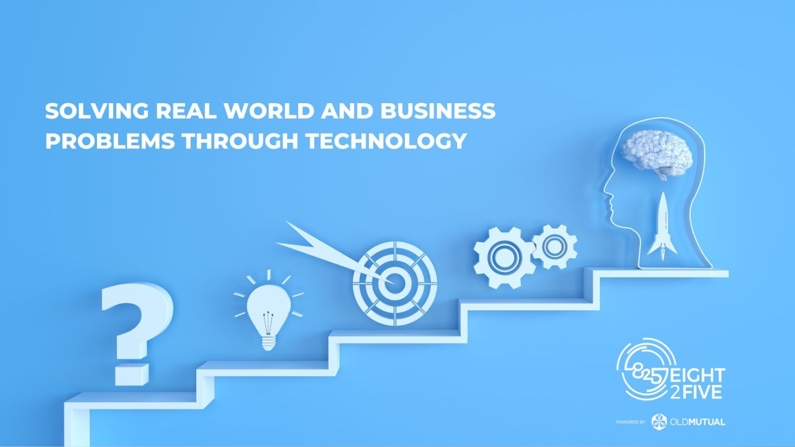 SOLVING REAL WORLD AND BUSINESS
PROBLEMS THROUGH TECHNOLOGY
?
825 EIGHT
2FIVE
POWERED BY OLDMUTUAL